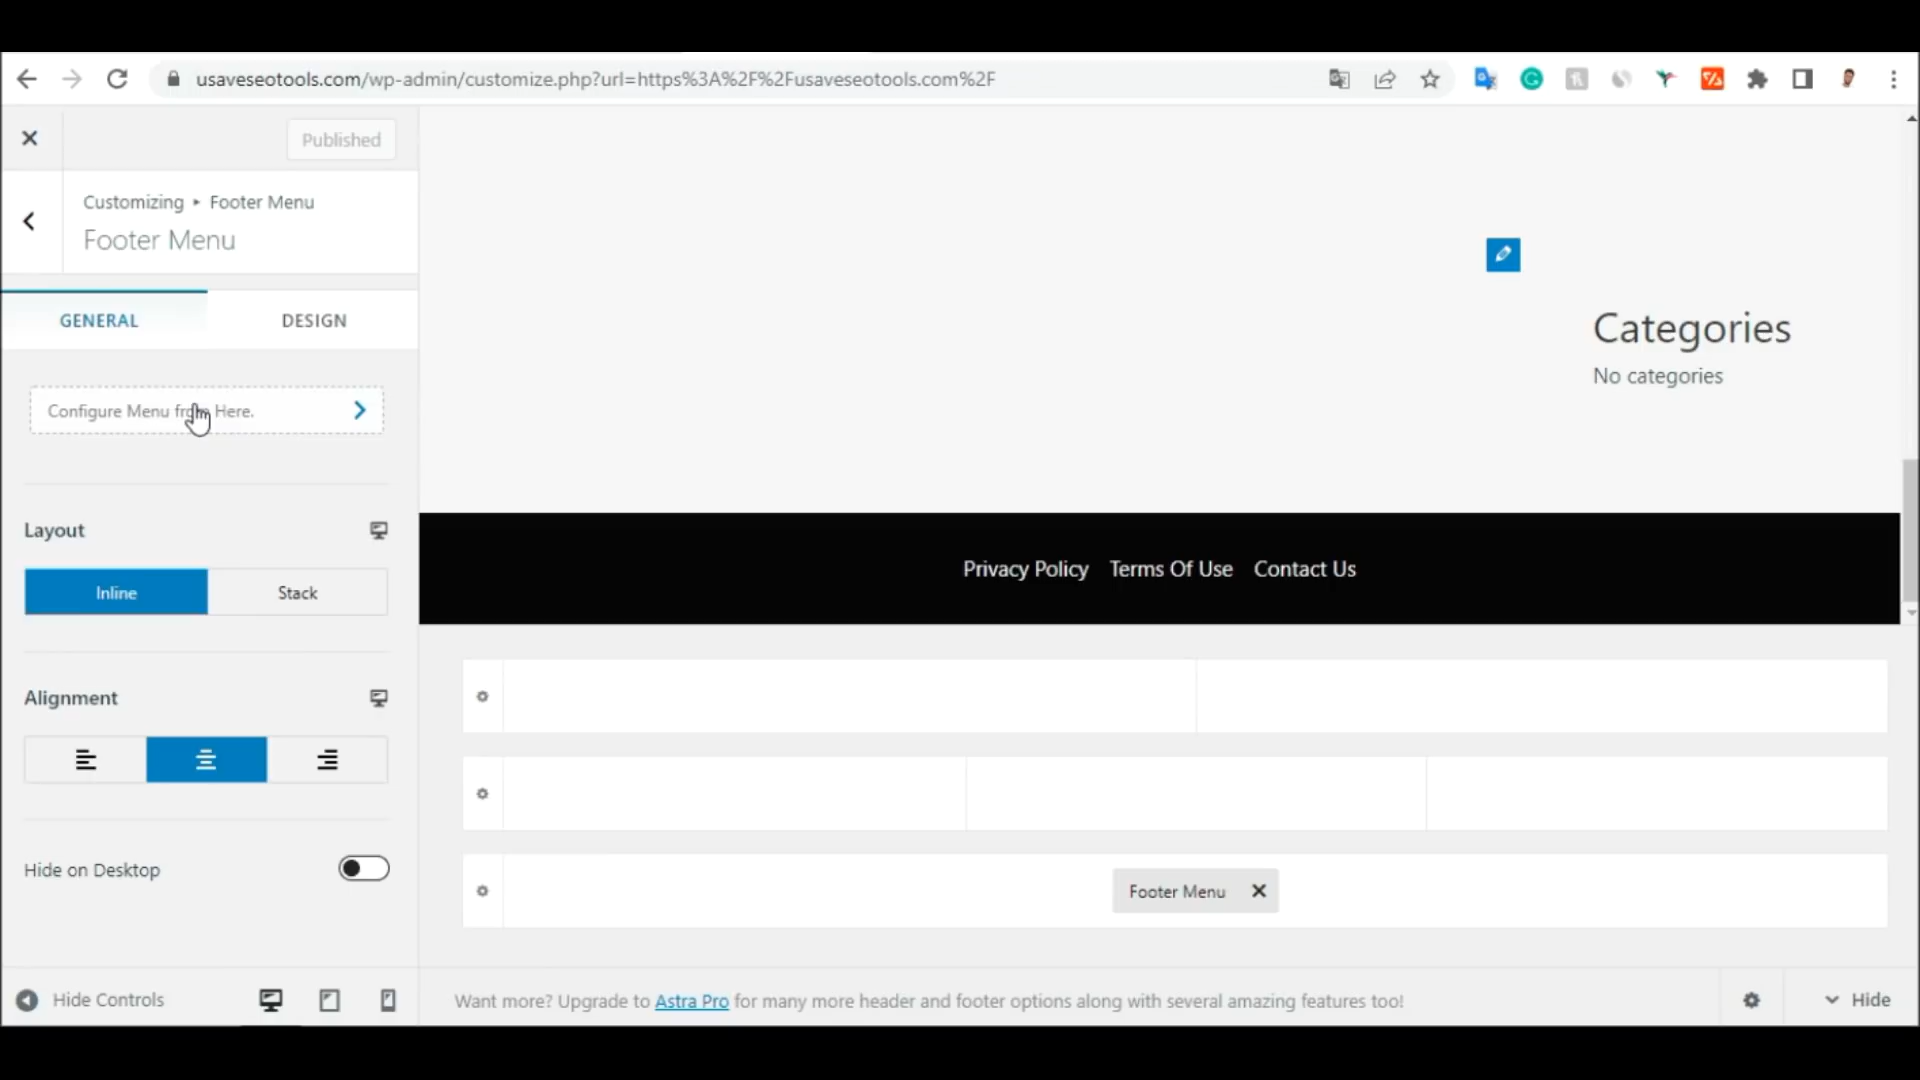 usaveseotools.com/wp-admin/customize.php?url=https%3A%2F%2Fusaveseotools.com%2F
Published
Customizing ▸ Footer Menu
Footer Menu
GENERAL
DESIGN
Configure Menu from Here.
Layout
Inline
Stack
Alignment
Hide on Desktop
Hide Controls
Categories
No categories
Privacy Policy Terms Of Use Contact Us
Footer Menu
Want more? Upgrade to Astra Pro for many more header and footer options along with several amazing features too!
Hide